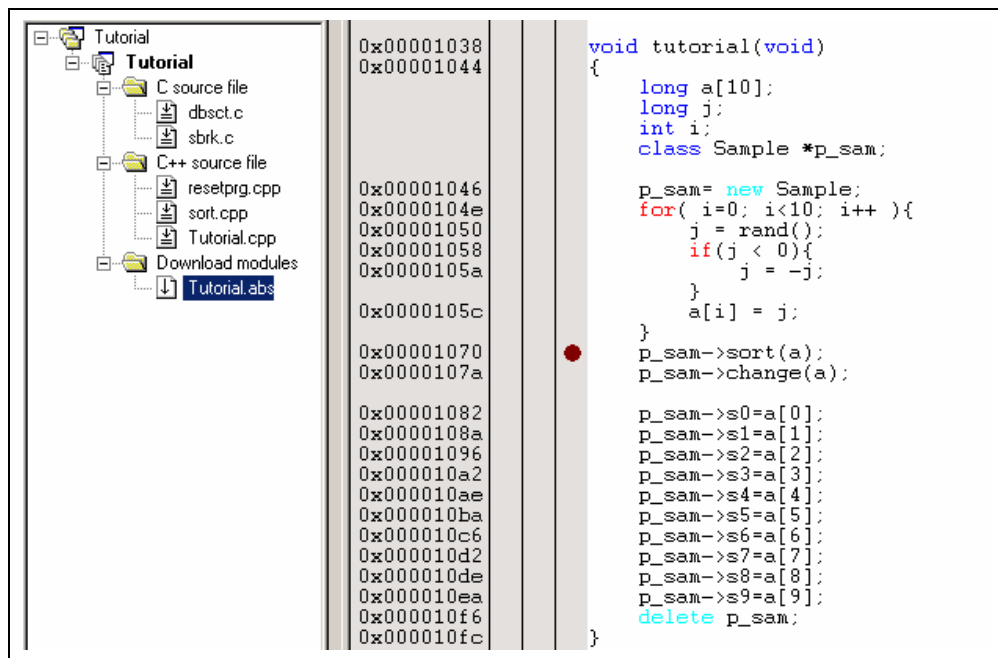 Tutorial
Tutorial
C source file
dbsct.c
sbrk.c
C++ source file
resetprg.cpp
sort.cpp
Tutorial.cpp
Download modules
Tutorial.abs
0x00001038 void tutorial(void)
0x00001044 {
long a[10];
long j;
int i;
class Sample *p_sam;
0x00001046 p_sam= new Sample;
0x0000104e for( i=0; i<10; i++ ){
0x00001050 j = rand();
0x00001058 if(j < 0){
0x0000105a j = -j;
}
0x0000105c a[i] = j;
}
0x00001070 p_sam->sort(a);
0x0000107a p_sam->change(a);
0x00001082 p_sam->s0=a[0];
0x0000108a p_sam->s1=a[1];
0x00001096 p_sam->s2=a[2];
0x000010a2 p_sam->s3=a[3];
0x000010ae p_sam->s4=a[4];
0x000010ba p_sam->s5=a[5];
0x000010c6 p_sam->s6=a[6];
0x000010d2 p_sam->s7=a[7];
0x000010de p_sam->s8=a[8];
0x000010ea p_sam->s9=a[9];
0x000010f6 delete p_sam;
0x000010fc }